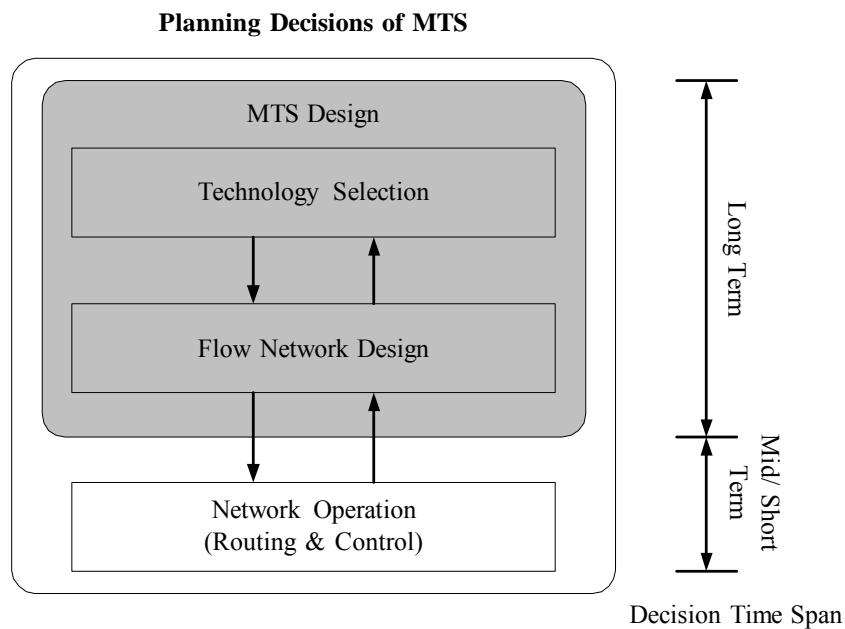 Planning Decisions of MTS
MTS Design
Technology Selection
Flow Network Design
Network Operation
(Routing & Control)
Long Term
Mid/ Short
Term
Decision Time Span